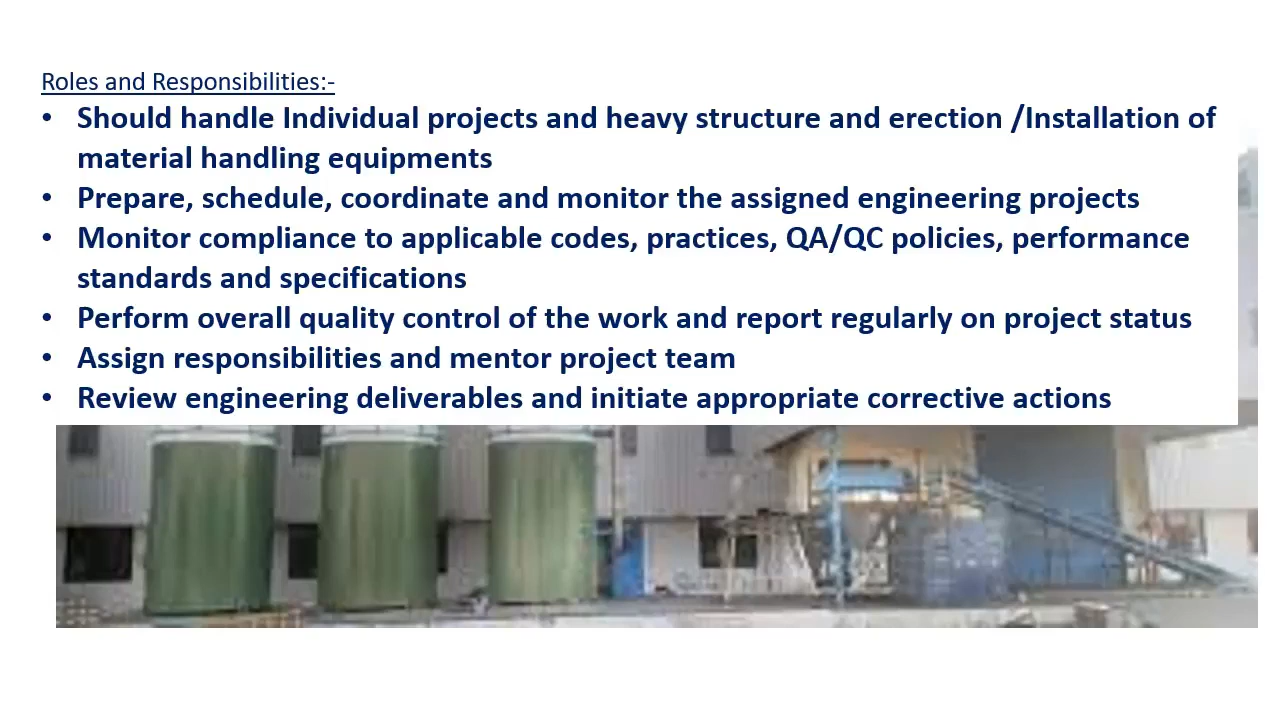 Roles and Responsibilities:-
• Should handle Individual projects and heavy structure and erection /Installation of
material handling equipments
• Prepare, schedule, coordinate and monitor the assigned engineering projects
• Monitor compliance to applicable codes, practices, QA/QC policies, performance
standards and specifications
• Perform overall quality control of the work and report regularly on project status
• Assign responsibilities and mentor project team
• Review engineering deliverables and initiate appropriate corrective actions